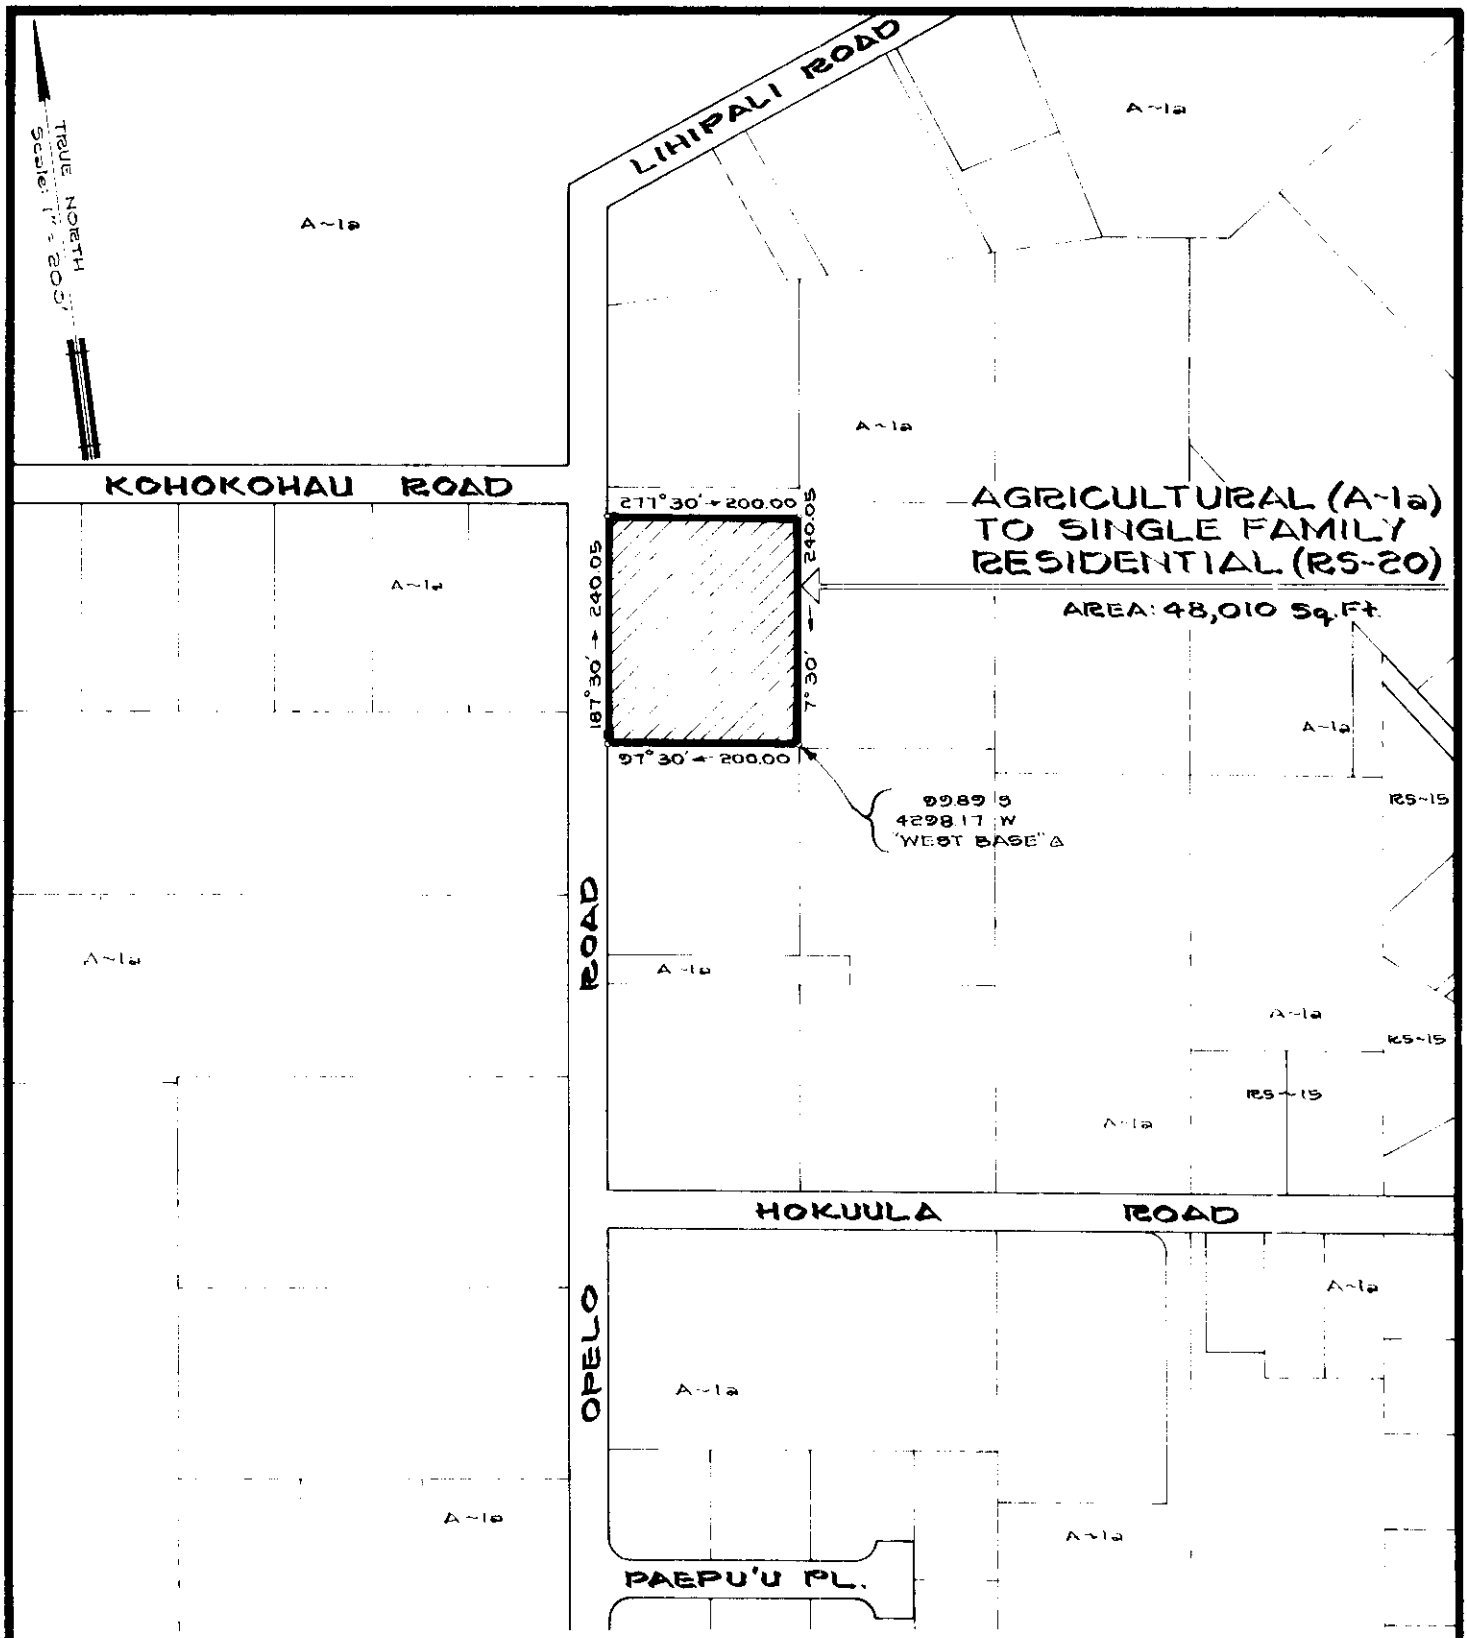 LIHIPALI ROAD
A~1a
TRUE NORTH
Scale: 1" = 200'
A~1a
A~1a
KOHOKOHAU ROAD
277°30' → 200.00
AGRICULTURAL (A~1a)
TO SINGLE FAMILY
RESIDENTIAL (RS-20)
AREA: 48,010 Sq.Ft.
187°30' → 240.05
7°30' ← 240.05
A~1a
97°30' ← 200.00
A~1a
99.89 S
4298.17 W
"WEST BASE" △
RS~15
ROAD
A~1a
A~1a
A~1a
RS~15
RS~15
A~1a
HOKUULA ROAD
OPELO
A~1a
A~1a
A~1a
A~1a
PAEPU'U PL.